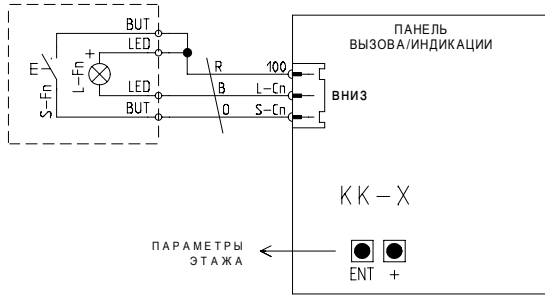 BUT
LED
+
L-Fn
S-Fn
LED
BUT
R
B
O
100
L-Cn
S-Cn
ПАНЕЛЬ
ВЫЗОВА/ИНДИКАЦИИ
ВНИЗ
KK-X
ПАРАМЕТРЫ
ЭТАЖА
ENT +